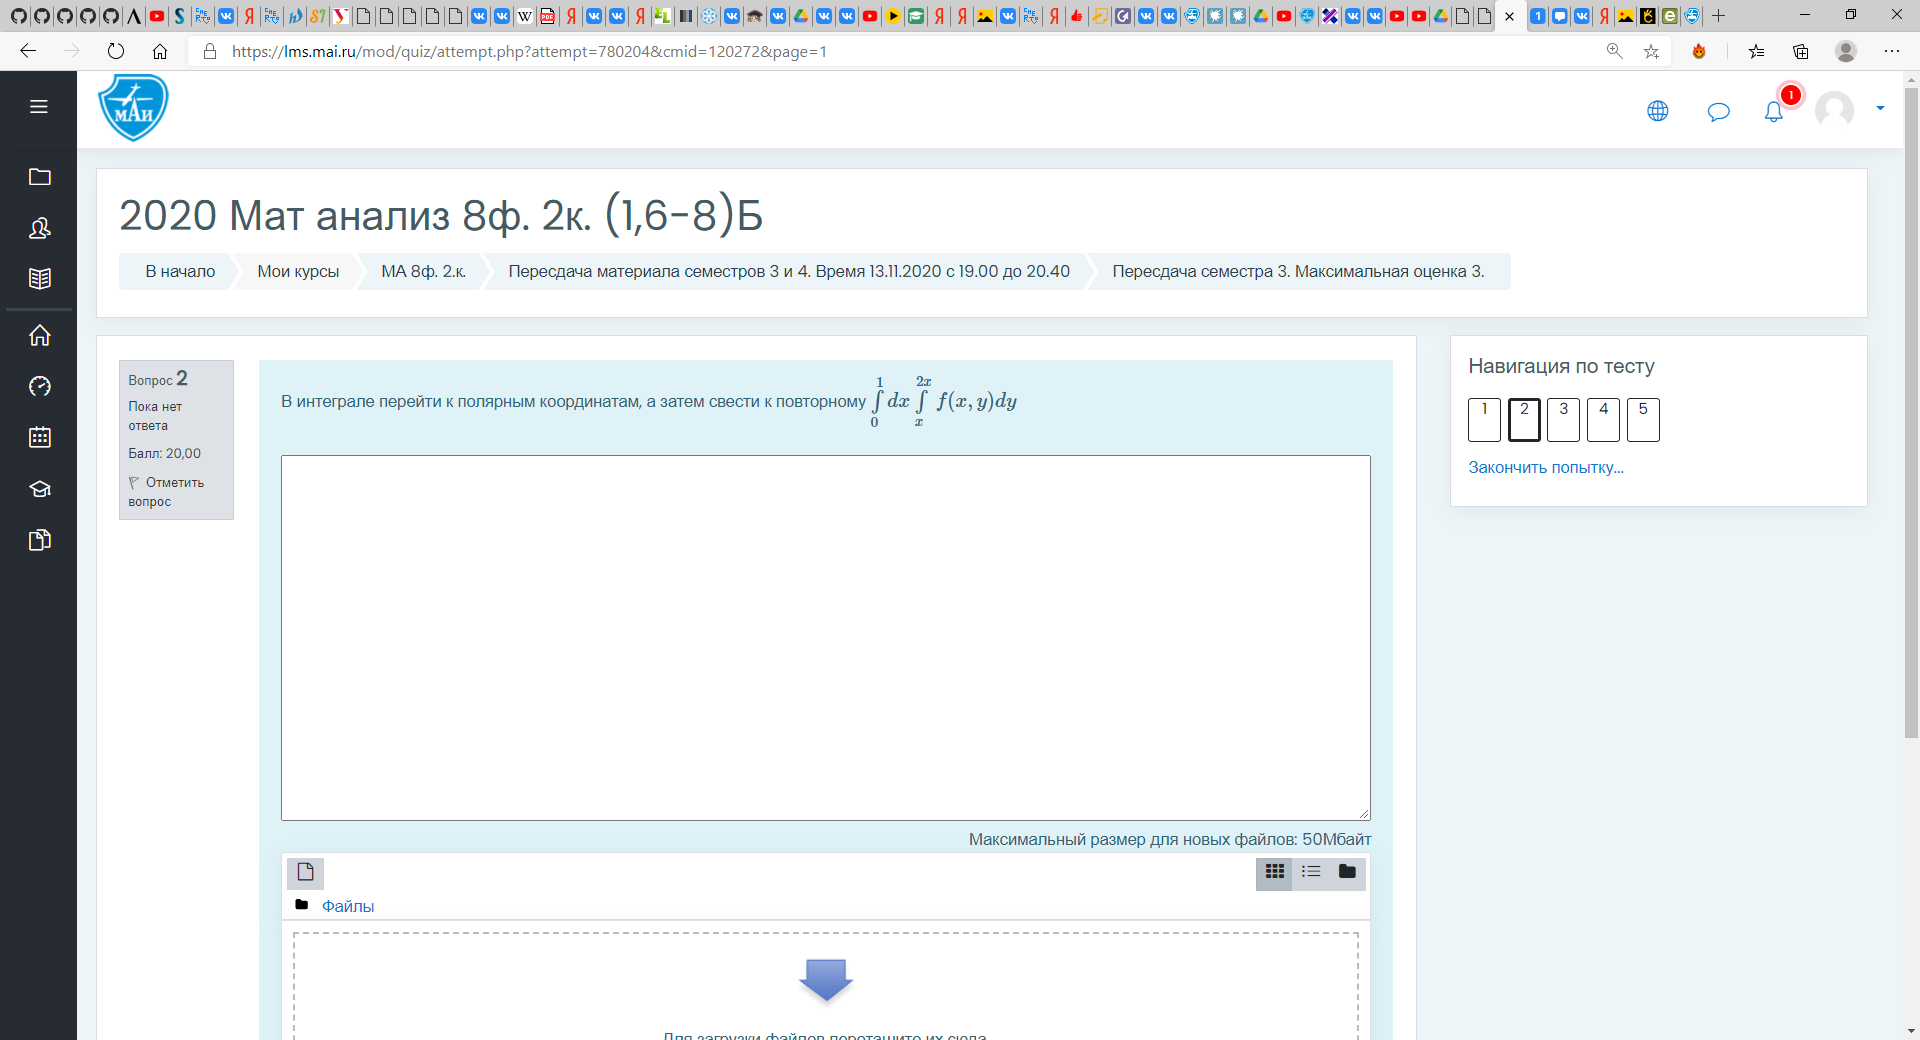 https://lms.mai.ru/mod/quiz/attempt.php?attempt=780204&cmid=120272&page=1
МАИ
1
2020 Мат анализ 8ф. 2к. (1,6-8)Б
В начало
Мои курсы
МА 8ф. 2.к.
Пересдача материала семестров 3 и 4. Время 13.11.2020 с 19.00 до 20.40
Пересдача семестра 3. Максимальная оценка 3.
Вопрос 2
Пока нет
ответа
Балл: 20,00
Отметить
вопрос
В интеграле перейти к полярным координатам, а затем свести к повторному ∫₀¹ dx ∫ₓ²ˣ f(x, y)dy
Навигация по тесту
1 2 3 4 5
Закончить попытку...
Максимальный размер для новых файлов: 50Мбайт
Файлы
Для загрузки файлов перетащите их сюда.